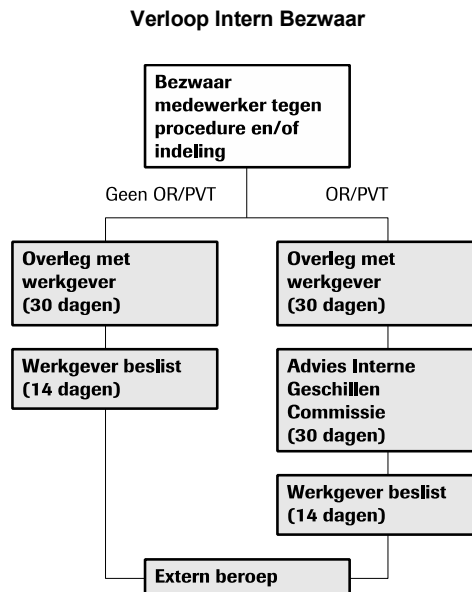 Verloop Intern Bezwaar
Bezwaar
medewerker tegen
procedure en/of
indeling
Geen OR/PVT
OR/PVT
Overleg met
werkgever
(30 dagen)
Werkgever beslist
(14 dagen)
Overleg met
werkgever
(30 dagen)
Advies Interne
Geschillen
Commissie
(30 dagen)
Werkgever beslist
(14 dagen)
Extern beroep